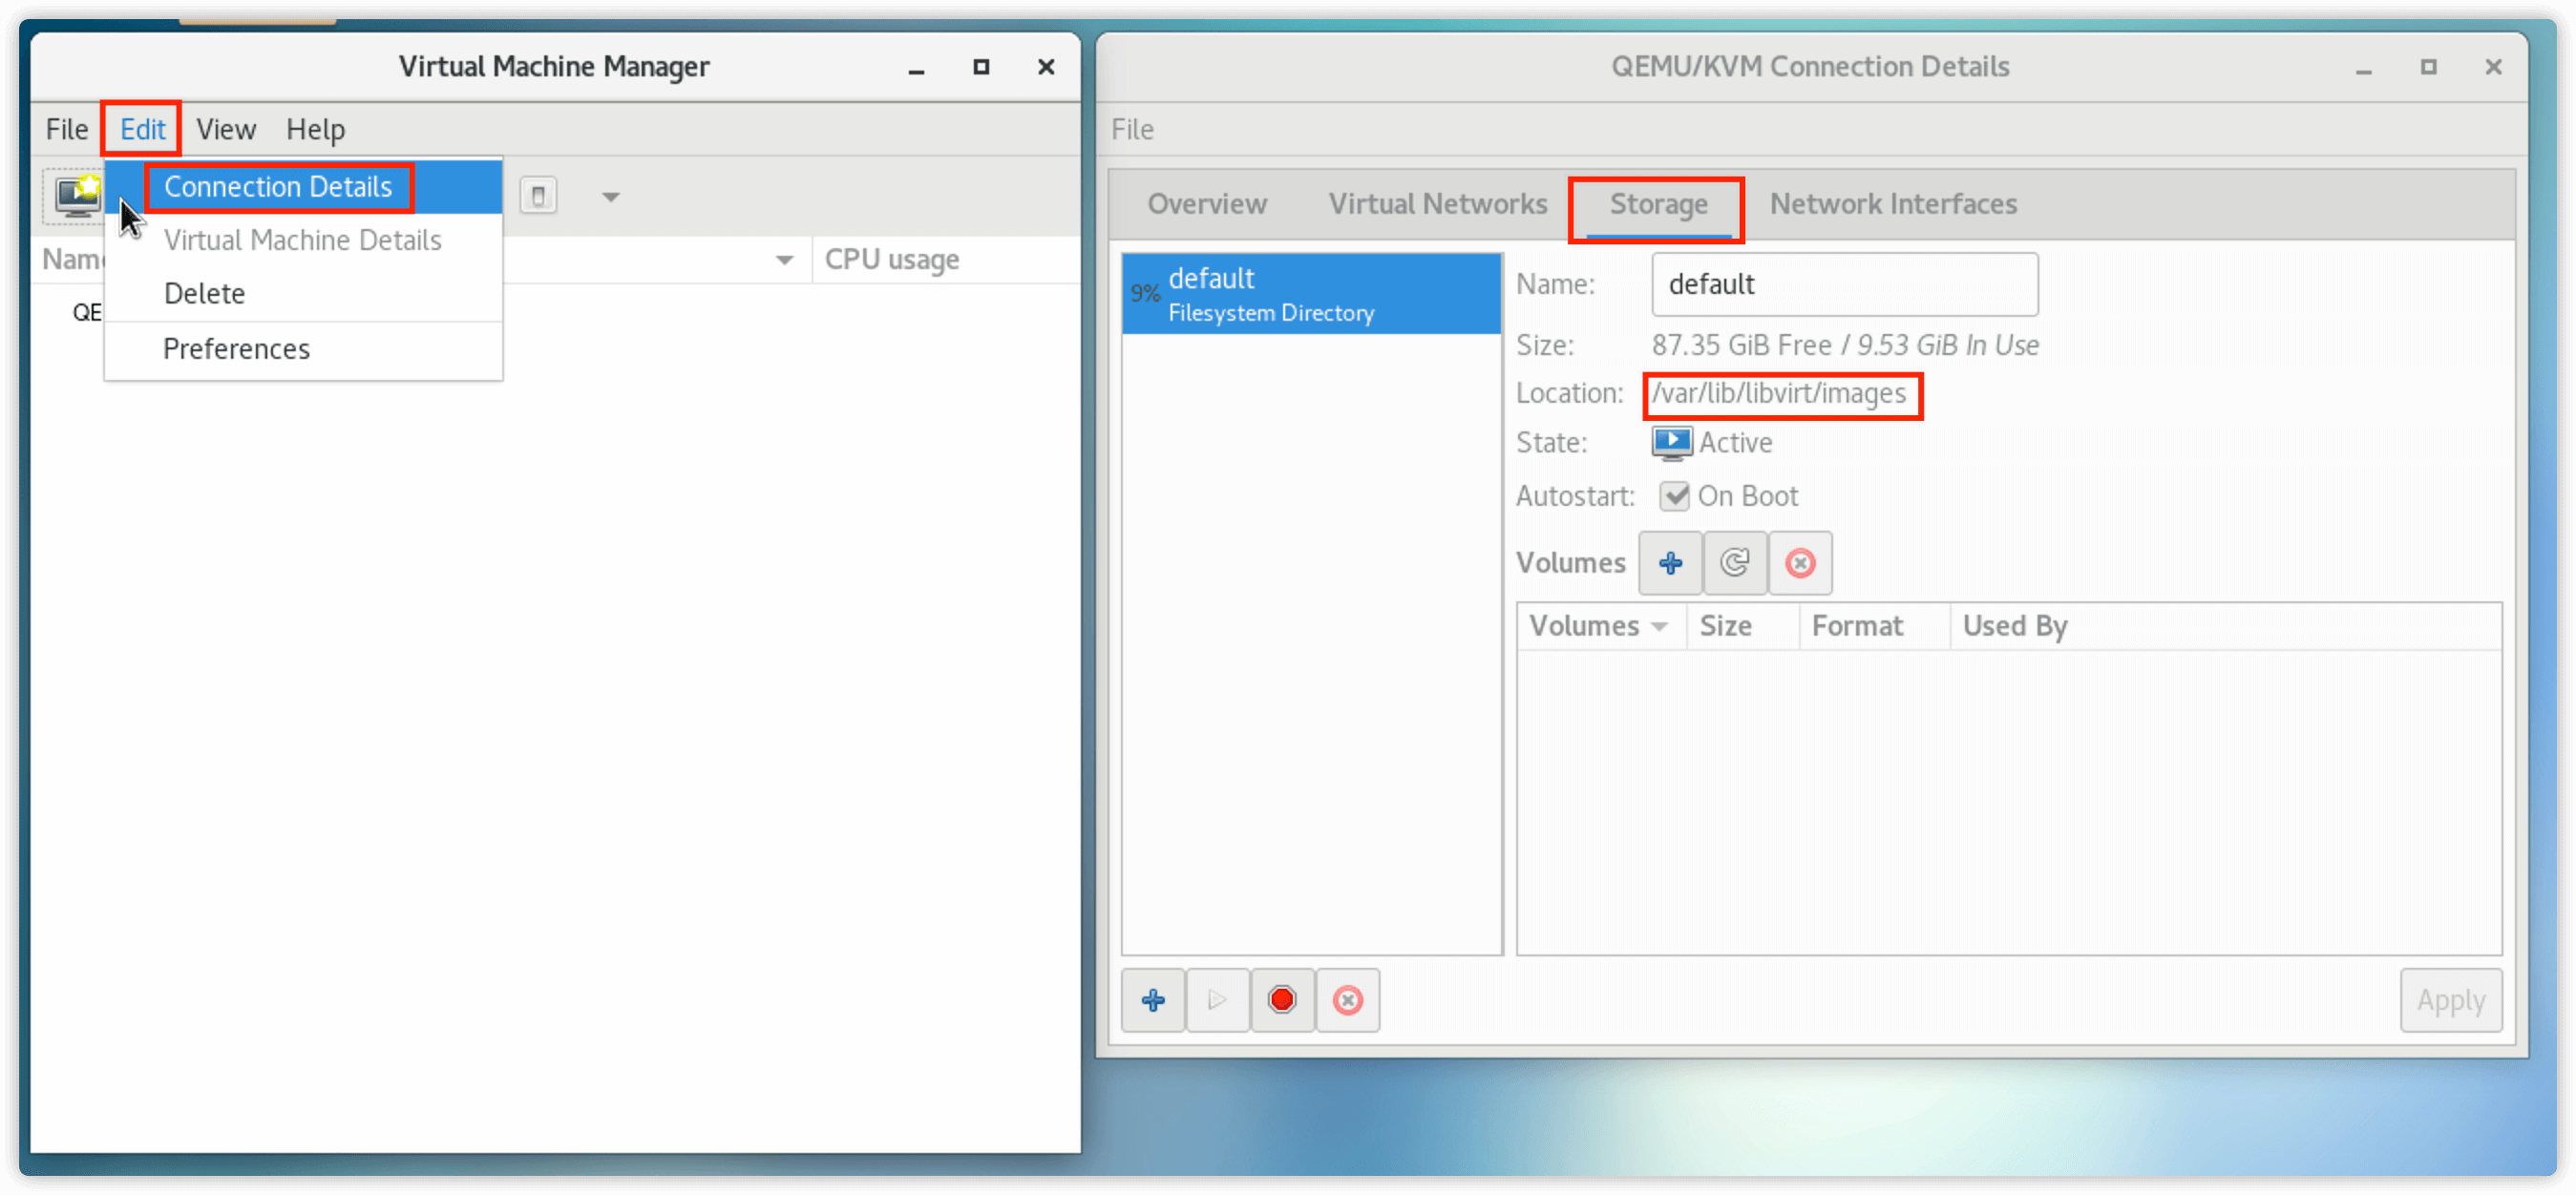 Virtual Machine Manager
File Edit View Help
Connection Details
Virtual Machine Details
Delete
Preferences
Name
CPU usage
QE
QEMU/KVM Connection Details
File
Overview Virtual Networks Storage Network Interfaces
9% default
Filesystem Directory
Name: default
Size: 87.35 GiB Free / 9.53 GiB In Use
Location: /var/lib/libvirt/images
State: Active
Autostart: On Boot
Volumes
Volumes Size Format Used By
Apply